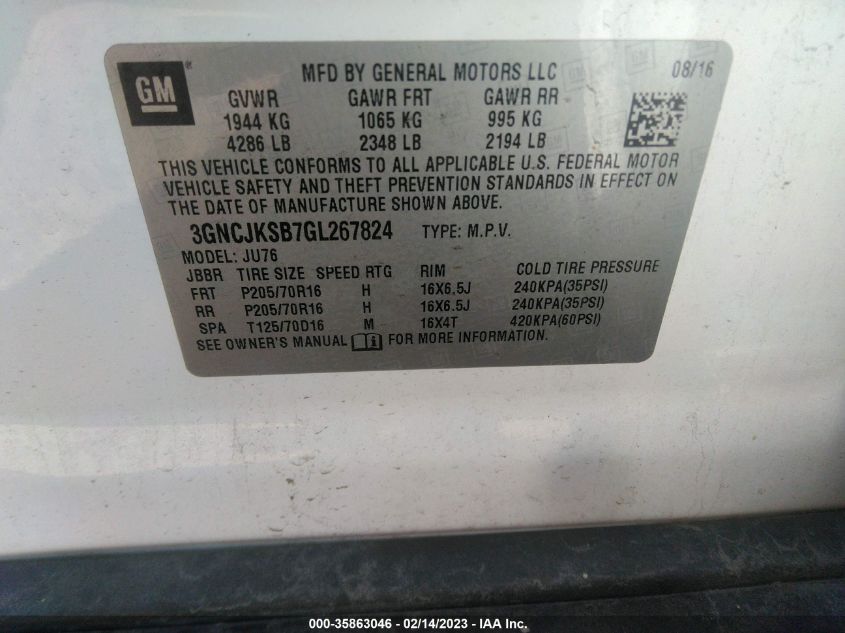 GM ®
MFD BY GENERAL MOTORS LLC 08/16
GVWR GAWR FRT GAWR RR
1944 KG 1065 KG 995 KG
4286 LB 2348 LB 2194 LB
THIS VEHICLE CONFORMS TO ALL APPLICABLE U.S. FEDERAL MOTOR
VEHICLE SAFETY AND THEFT PREVENTION STANDARDS IN EFFECT ON
THE DATE OF MANUFACTURE SHOWN ABOVE.
3GNCJKSB7GL267824 TYPE: M.P.V.
MODEL: JU76
JBBR TIRE SIZE SPEED RTG RIM COLD TIRE PRESSURE
FRT P205/70R16 H 16X6.5J 240KPA(35PSI)
RR P205/70R16 H 16X6.5J 240KPA(35PSI)
SPA T125/70D16 M 16X4T 420KPA(60PSI)
SEE OWNER'S MANUAL FOR MORE INFORMATION.
000-35863046 - 02/14/2023 - IAA Inc.